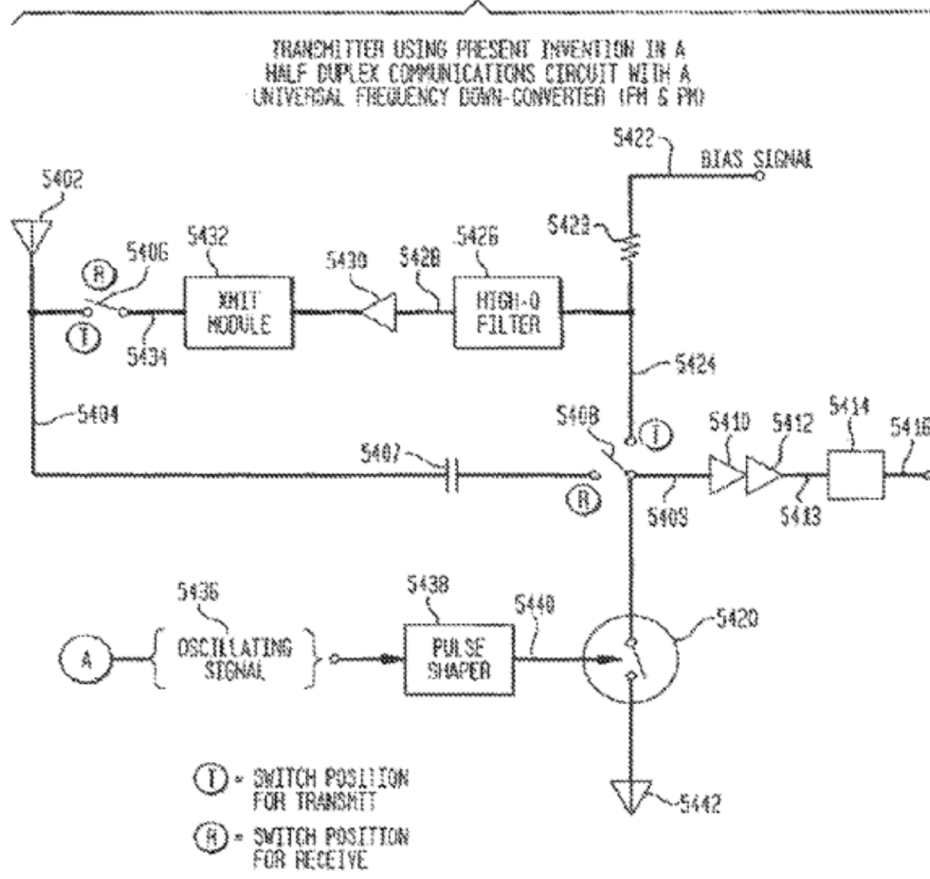 TRANSMITTER USING PRESENT INVENTION IN A
HALF DUPLEX COMMUNICATIONS CIRCUIT WITH A
UNIVERSAL FREQUENCY DOWN-CONVERTER (FM & PM)
5422
BIAS SIGNAL
5402
5406
5432
5430
5428
5426
5423
R
XMIT
MODULE
HIGH-Q
FILTER
T
5434
5424
5404
5408
T
5410
5412
5414
5416
5407
R
5409
5413
5436
5438
5440
5420
A
OSCILLATING
SIGNAL
PULSE
SHAPER
T = SWITCH POSITION
FOR TRANSMIT
5442
R = SWITCH POSITION
FOR RECEIVE